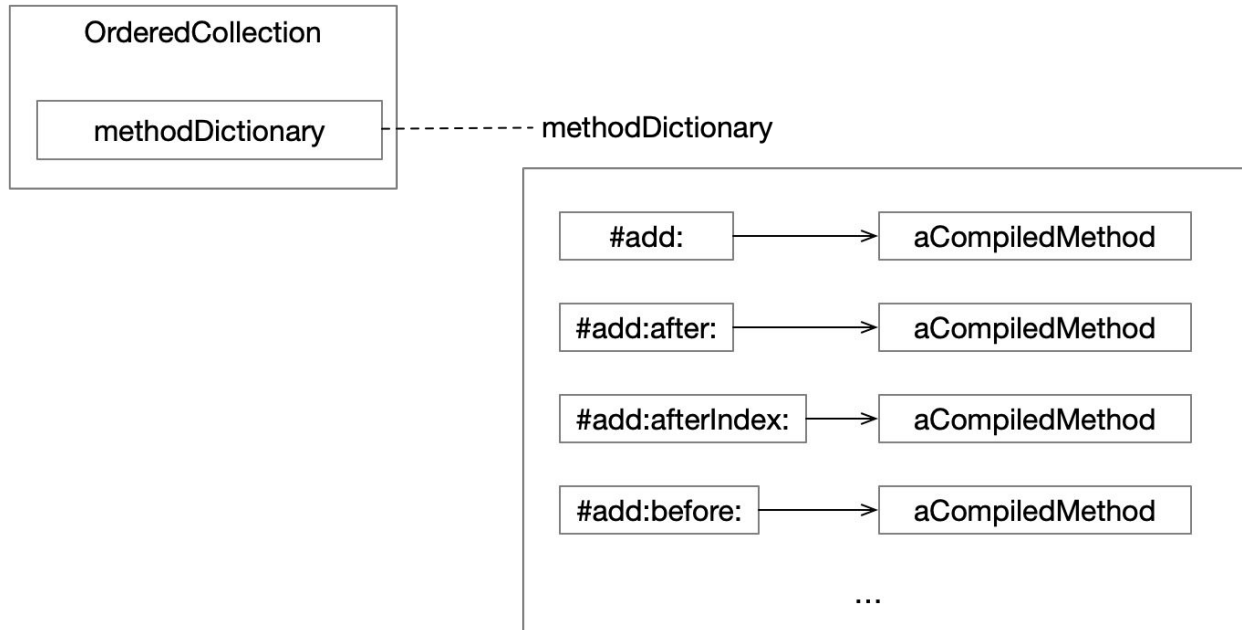 OrderedCollection
methodDictionary
methodDictionary
#add:
aCompiledMethod
#add:after:
aCompiledMethod
#add:afterIndex:
aCompiledMethod
#add:before:
aCompiledMethod
...